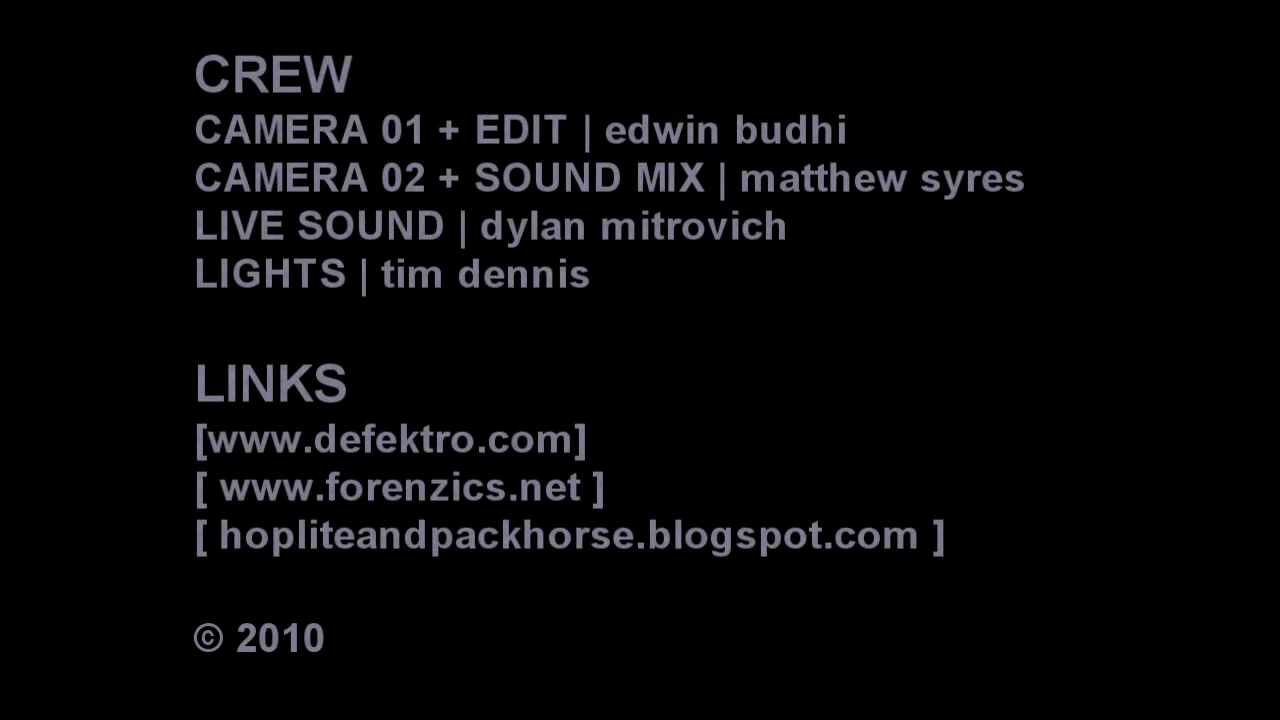 CREW
CAMERA 01 + EDIT | edwin budhi
CAMERA 02 + SOUND MIX | matthew syres
LIVE SOUND | dylan mitrovich
LIGHTS | tim dennis
LINKS
[www.defektro.com]
[ www.forenzics.net ]
[ hopliteandpackhorse.blogspot.com ]
© 2010